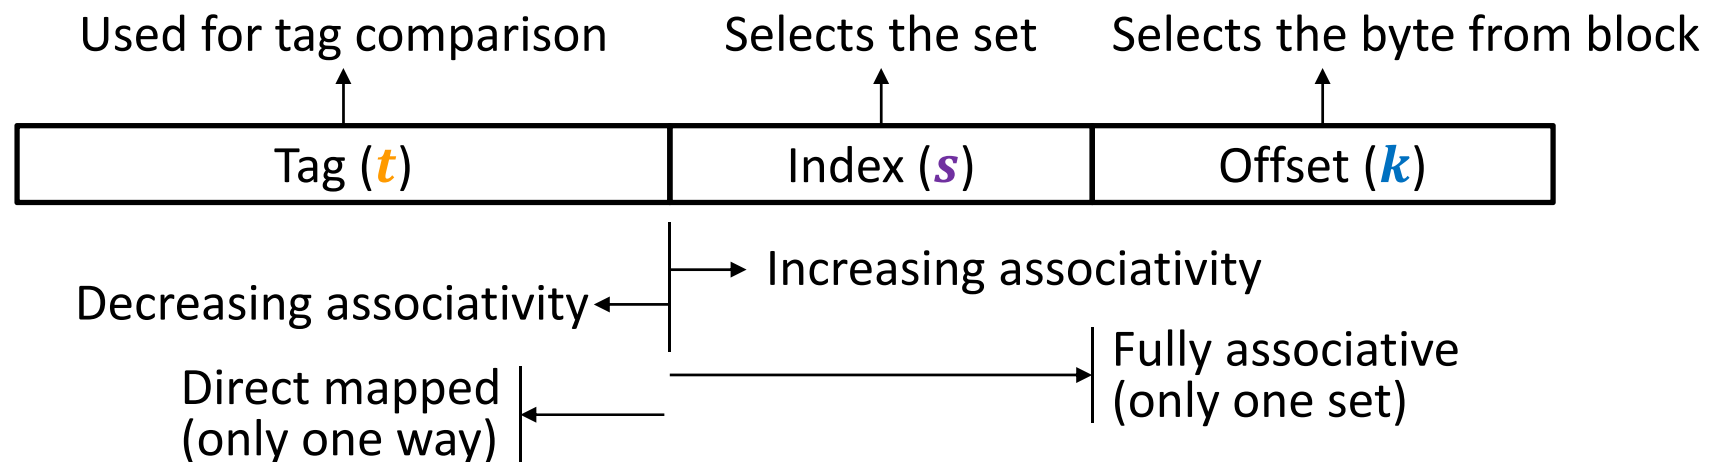 Used for tag comparison
Selects the set
Selects the byte from block
Tag (t)
Index (s)
Offset (k)
Increasing associativity
Decreasing associativity
Fully associative
(only one set)
Direct mapped
(only one way)